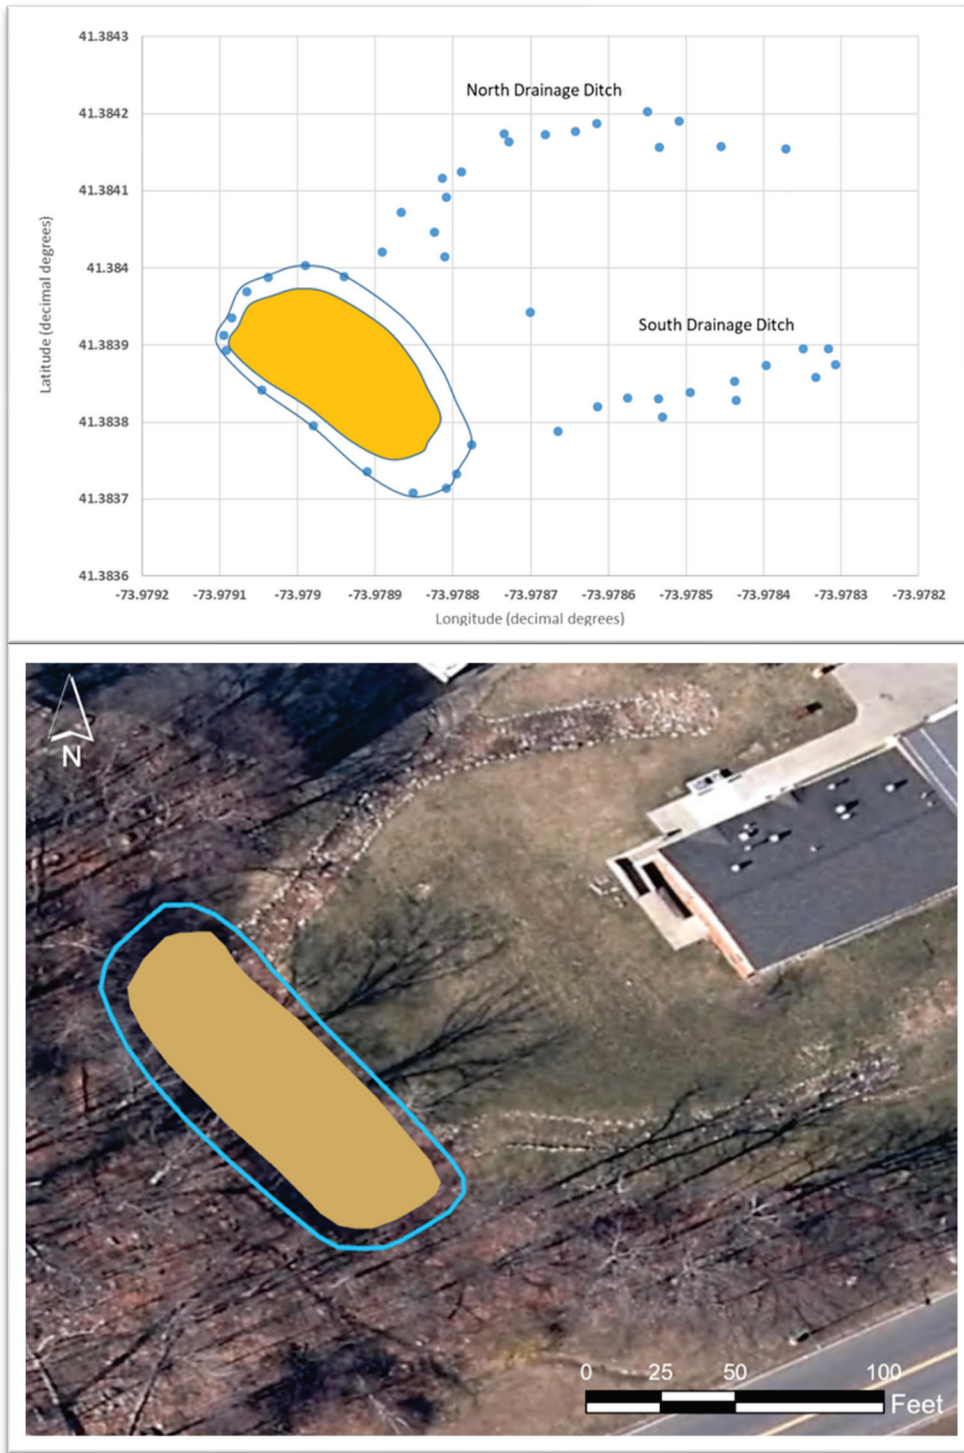 41.3843
41.3842
41.3841
41.384
41.3839
41.3838
41.3837
41.3836
Latitude (decimal degrees)
North Drainage Ditch
South Drainage Ditch
-73.9792 -73.9791 -73.979 -73.9789 -73.9788 -73.9787 -73.9786 -73.9785 -73.9784 -73.9783 -73.9782
Longitude (decimal degrees)
N
0 25 50 100
Feet